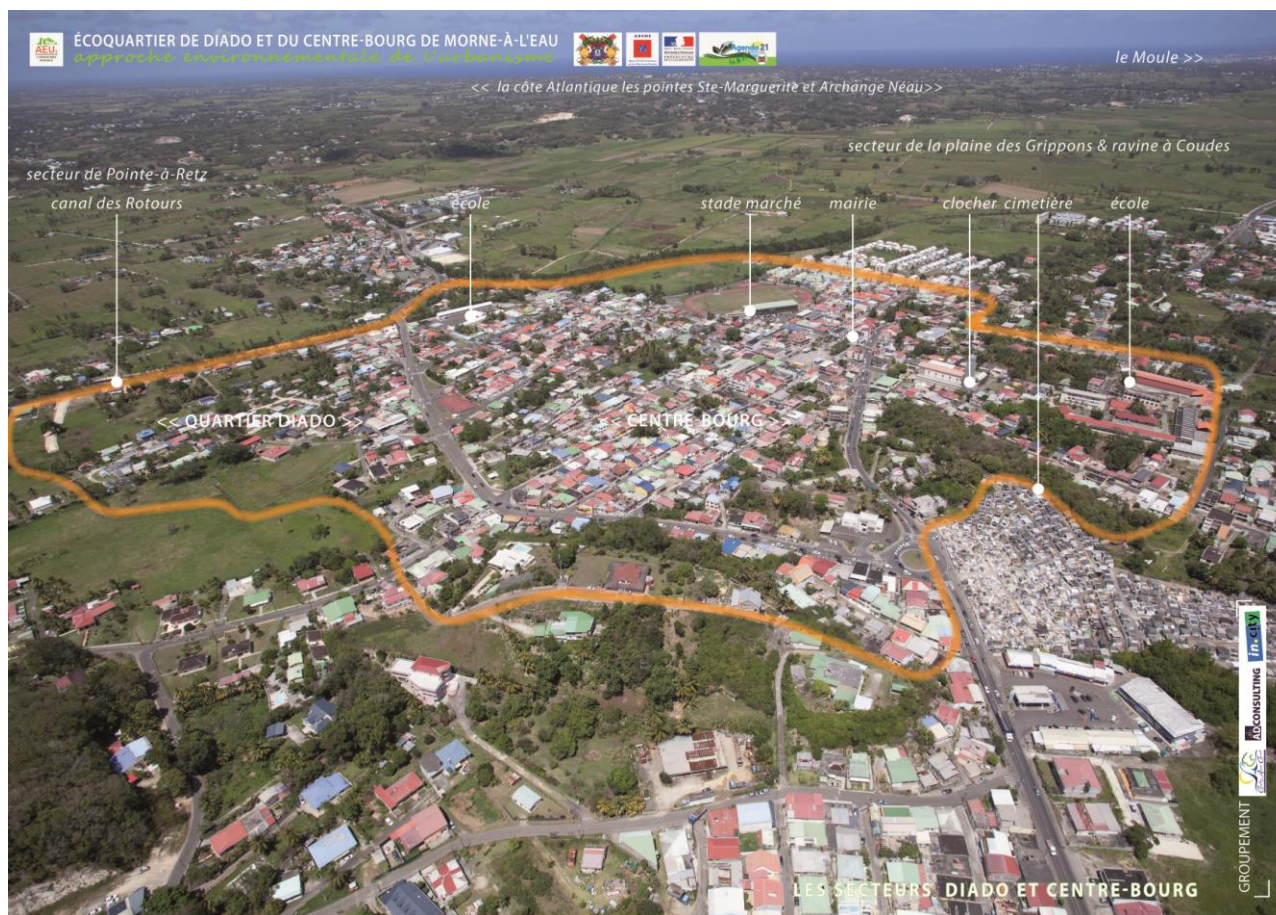 AEU
ÉCOQUARTIER DE DIADO ET DU CENTRE-BOURG DE MORNE-À-L'EAU
approche environnementale de l'urbanisme
ADEME
Agenda 21
le Moule >>
<< la côte Atlantique les pointes Ste-Marguerite et Archange Néau>>
secteur de la plaine des Grippons & ravine à Coudes
secteur de Pointe-à-Retz
canal des Rotours
école
stade marché
mairie
clocher
cimetière
école
<< QUARTIER DIADO >>
<< CENTRE-BOURG >>
in.city
ADCONSULTING
GROUPEMENT
LES SECTEURS DIADO ET CENTRE-BOURG